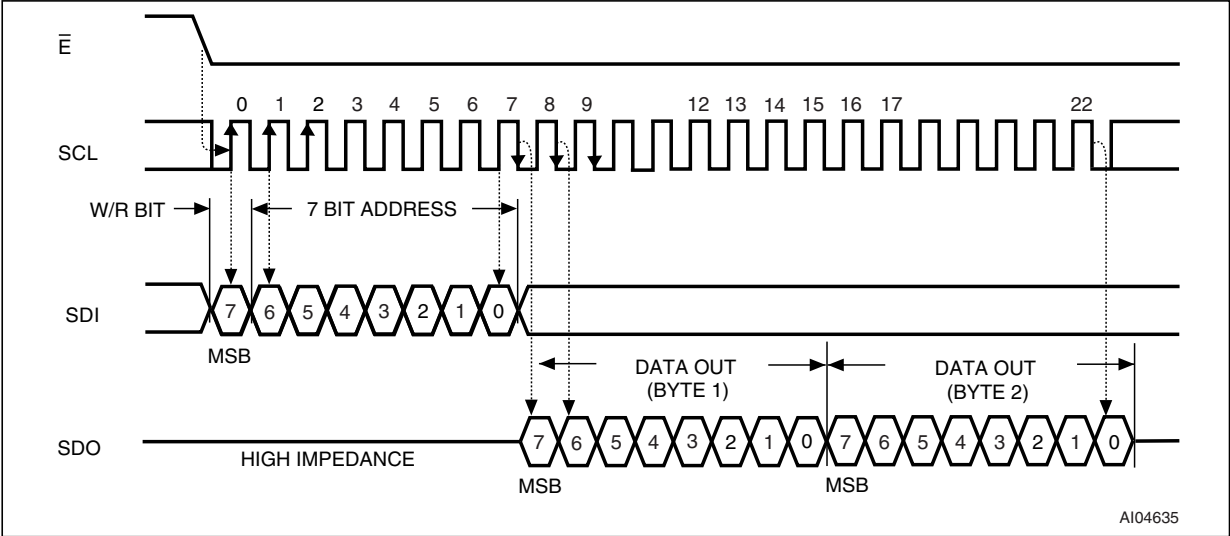 E̅
0 1 2 3 4 5 6 7 8 9 12 13 14 15 16 17 22
SCL
W/R BIT 7 BIT ADDRESS
SDI 7 6 5 4 3 2 1 0
MSB
DATA OUT DATA OUT
(BYTE 1) (BYTE 2)
SDO 7 6 5 4 3 2 1 0 7 6 5 4 3 2 1 0
HIGH IMPEDANCE
MSB MSB
AI04635